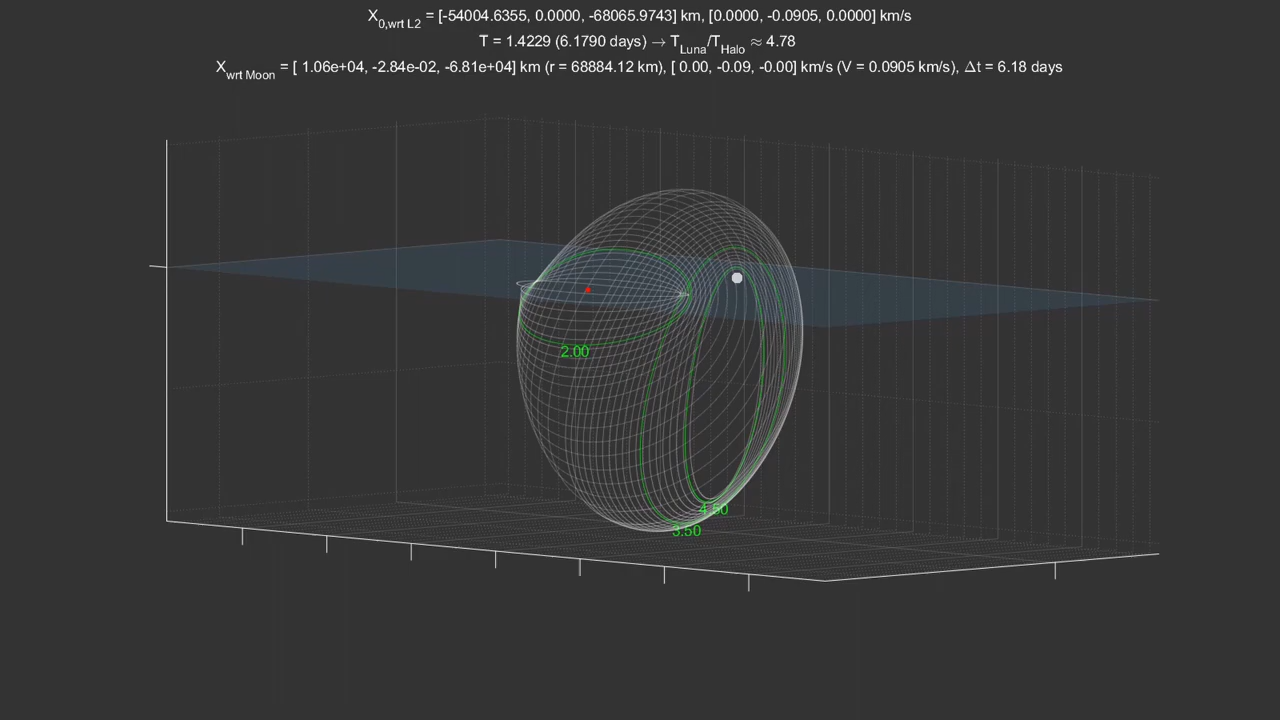 X0,wrt L2 = [-54004.6355, 0.0000, -68065.9743] km, [0.0000, -0.0905, 0.0000] km/s
T = 1.4229 (6.1790 days) → TLuna/THalo ≈ 4.78
Xwrt Moon = [ 1.06e+04, -2.84e-02, -6.81e+04] km (r = 68884.12 km), [ 0.00, -0.09, -0.00] km/s (V = 0.0905 km/s), Δt = 6.18 days
2.00
4.50
3.50